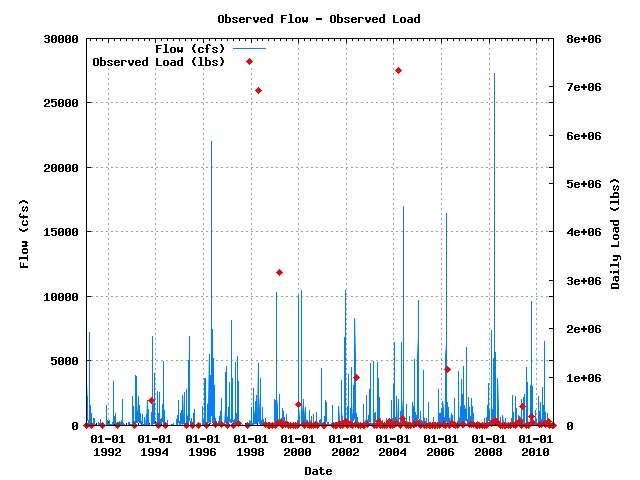 Observed Flow - Observed Load
30000 8e+06
Flow (cfs)
Observed Load (lbs)
25000 7e+06
6e+06
20000
5e+06
Flow (cfs)
15000 4e+06
Daily Load (lbs)
3e+06
10000
2e+06
5000
1e+06
0 0
01-01 01-01 01-01 01-01 01-01 01-01 01-01 01-01 01-01 01-01
1992 1994 1996 1998 2000 2002 2004 2006 2008 2010
Date